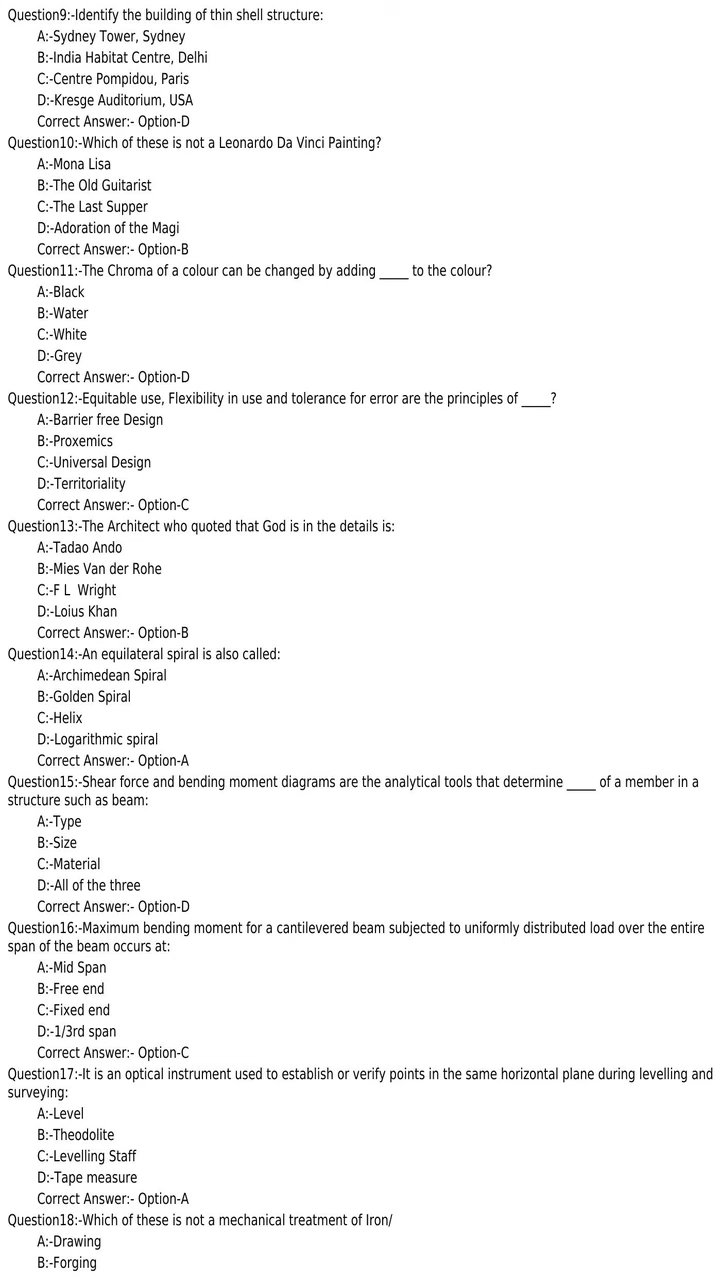 Question9:-Identify the building of thin shell structure:
A:-Sydney Tower, Sydney
B:-India Habitat Centre, Delhi
C:-Centre Pompidou, Paris
D:-Kresge Auditorium, USA
Correct Answer:- Option-D
Question10:-Which of these is not a Leonardo Da Vinci Painting?
A:-Mona Lisa
B:-The Old Guitarist
C:-The Last Supper
D:-Adoration of the Magi
Correct Answer:- Option-B
Question11:-The Chroma of a colour can be changed by adding _____ to the colour?
A:-Black
B:-Water
C:-White
D:-Grey
Correct Answer:- Option-D
Question12:-Equitable use, Flexibility in use and tolerance for error are the principles of _____?
A:-Barrier free Design
B:-Proxemics
C:-Universal Design
D:-Territoriality
Correct Answer:- Option-C
Question13:-The Architect who quoted that God is in the details is:
A:-Tadao Ando
B:-Mies Van der Rohe
C:-F L  Wright
D:-Loius Khan
Correct Answer:- Option-B
Question14:-An equilateral spiral is also called:
A:-Archimedean Spiral
B:-Golden Spiral
C:-Helix
D:-Logarithmic spiral
Correct Answer:- Option-A
Question15:-Shear force and bending moment diagrams are the analytical tools that determine _____ of a member in a
structure such as beam:
A:-Type
B:-Size
C:-Material
D:-All of the three
Correct Answer:- Option-D
Question16:-Maximum bending moment for a cantilevered beam subjected to uniformly distributed load over the entire
span of the beam occurs at:
A:-Mid Span
B:-Free end
C:-Fixed end
D:-1/3rd span
Correct Answer:- Option-C
Question17:-It is an optical instrument used to establish or verify points in the same horizontal plane during levelling and
surveying:
A:-Level
B:-Theodolite
C:-Levelling Staff
D:-Tape measure
Correct Answer:- Option-A
Question18:-Which of these is not a mechanical treatment of Iron/
A:-Drawing
B:-Forging